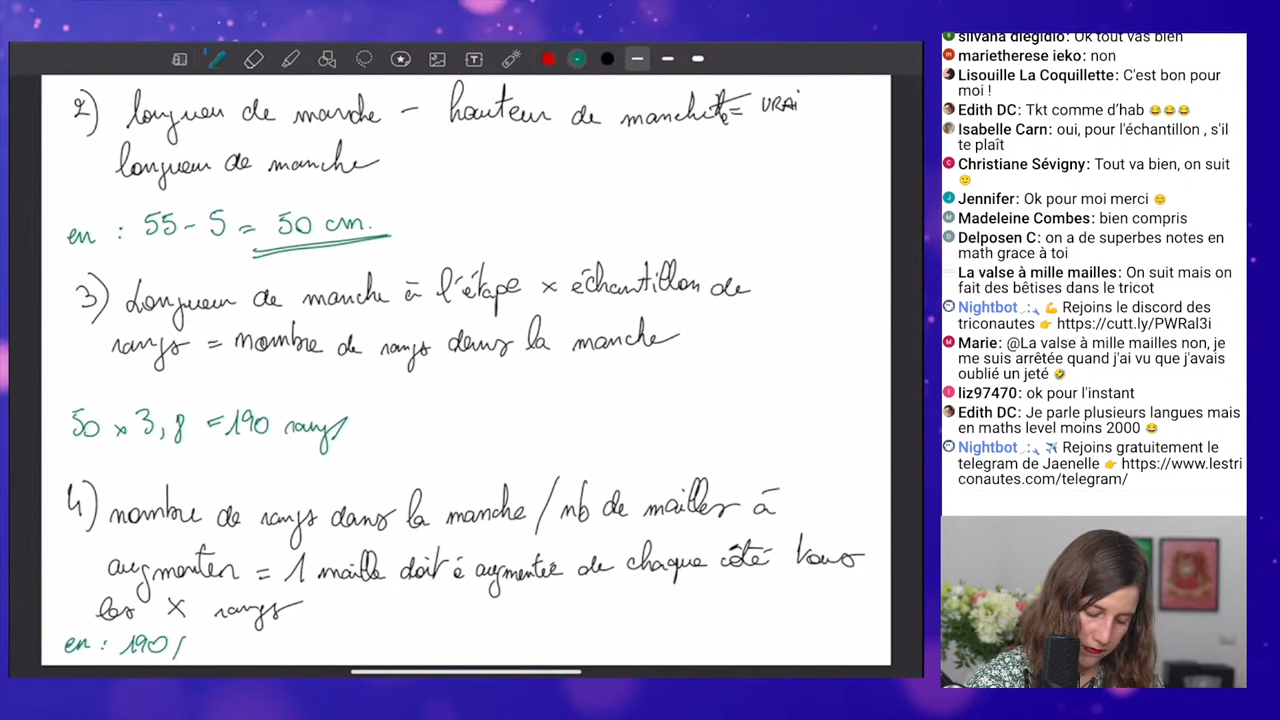 2) longueur de manche - hauteur de manchette = VRAI
longueur de manche
ex : 55 - 5 = 50 cm.
3) Longueur de manche à l'étape x échantillon de
rangs = nombre de rangs dans la manche
50 x 3,8 = 190 rangs
4) nombre de rangs dans la manche / nb de mailles à
augmenter = 1 maille doit ê augmentée de chaque côté tous
les X rangs
ex : 190 /
silvana diegidio: Ok tout vas bien
marietherese ieko: non
Lisouille La Coquillette: C'est bon pour
moi !
Edith DC: Tkt comme d’hab 😂😂😂
Isabelle Carn: oui, pour l'échantillon , s'il
te plaît
Christiane Sévigny: Tout va bien, on suit
🙂
Jennifer: Ok pour moi merci 😊
Madeleine Combes: bien compris
Delposen C: on a de superbes notes en
math grace à toi
La valse à mille mailles: On suit mais on
fait des bêtises dans le tricot
Nightbot 💪 Rejoins le discord des
triconautes 👉 https://cutt.ly/PWRal3i
Marie: @La valse à mille mailles non, je
me suis arrêtée quand j'ai vu que j'avais
oublié un jeté 🤣
liz97470: ok pour l'instant
Edith DC: Je parle plusieurs langues mais
en maths level moins 2000 😂
Nightbot ✈️ Rejoins gratuitement le
telegram de Jaenelle 👉 https://www.lestri
conautes.com/telegram/